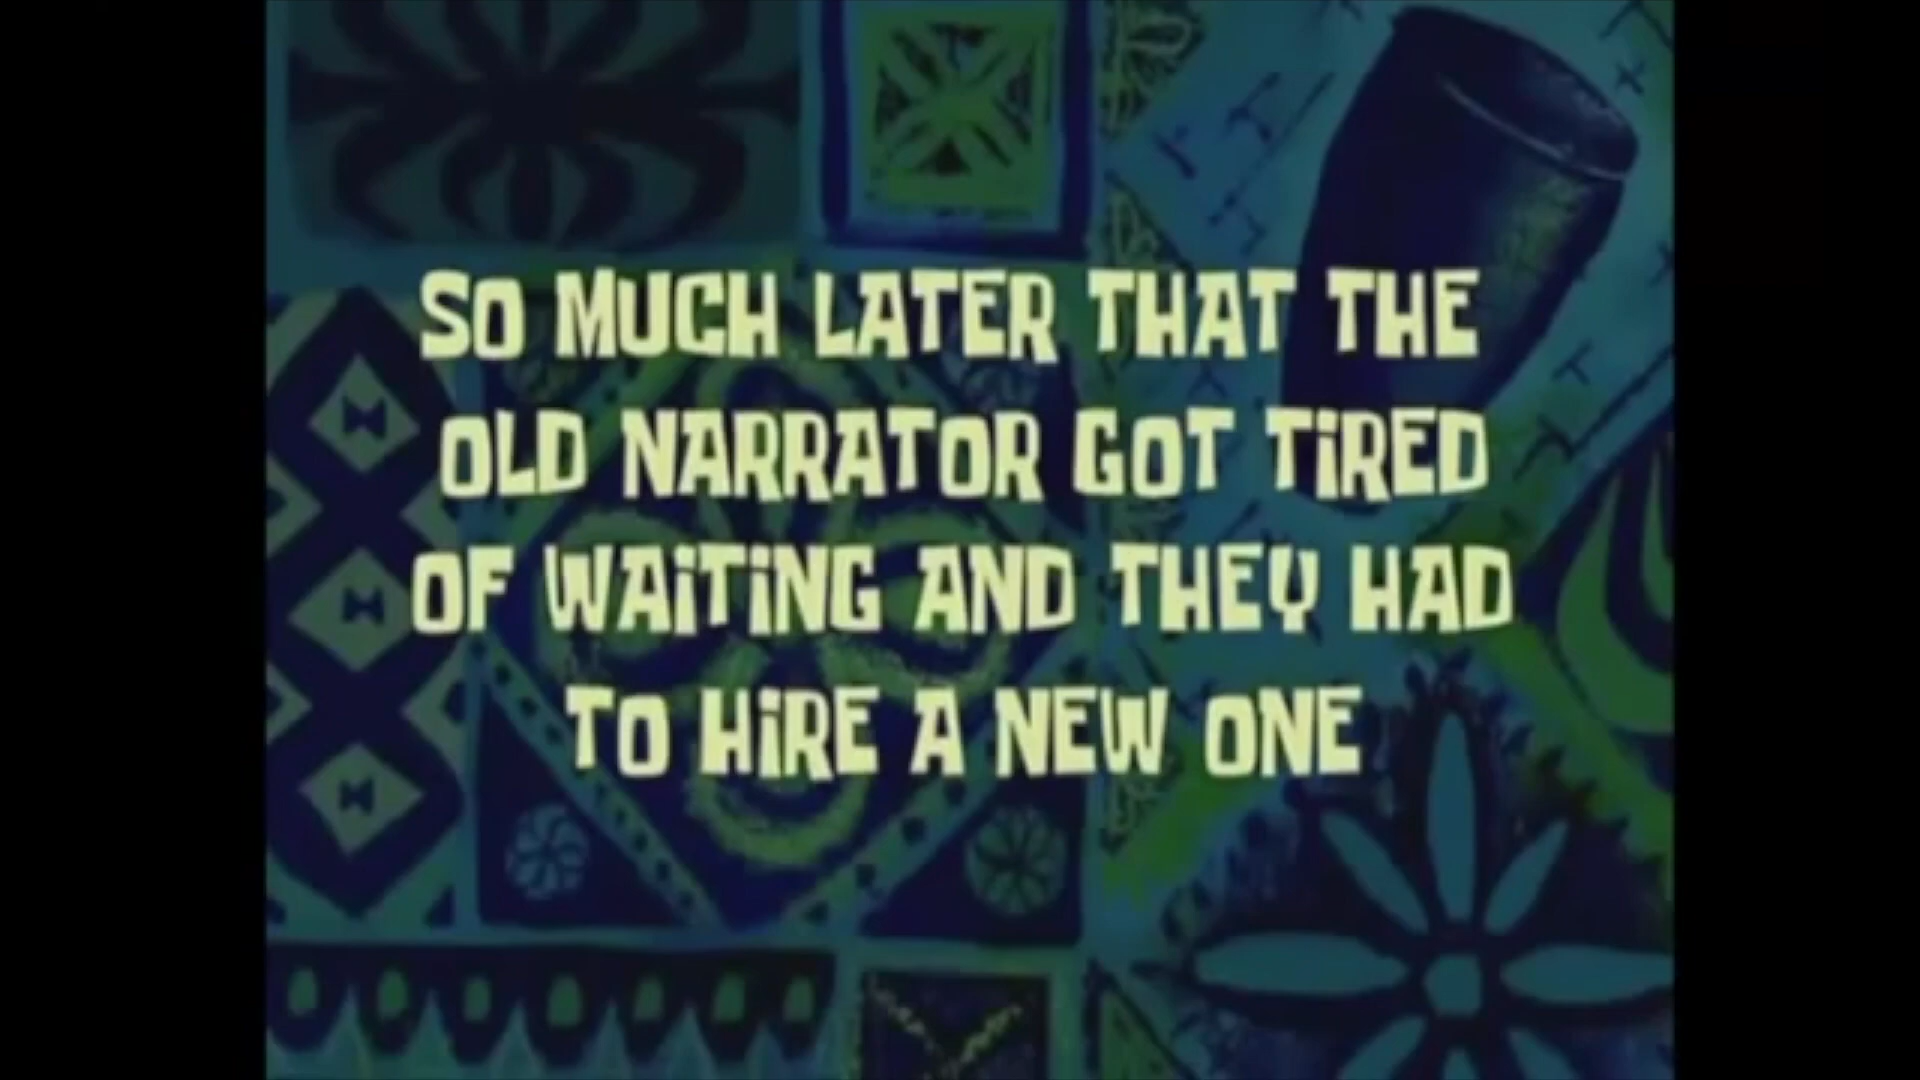 SO MUCH LATER THAT THE
OLD NARRATOR GOT TiRED
OF WAiTiNG AND THEY HAD
TO HiRE A NEW ONE